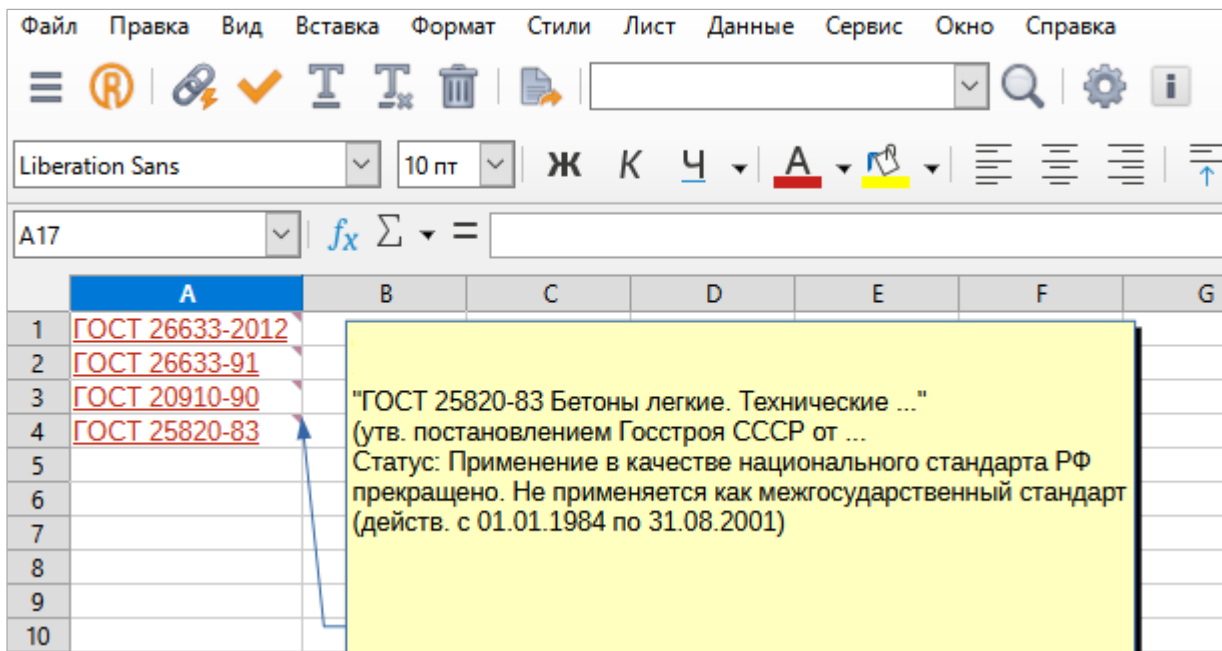 Файл Правка Вид Вставка Формат Стили Лист Данные Сервис Окно Справка
R T T i
Liberation Sans 10 пт Ж К Ч А
A17 fx Σ =
A B C D E F G
1 ГОСТ 26633-2012
2 ГОСТ 26633-91
3 ГОСТ 20910-90
4 ГОСТ 25820-83
5
6
7
8
9
10
"ГОСТ 25820-83 Бетоны легкие. Технические ..."
(утв. постановлением Госстроя СССР от ...
Статус: Применение в качестве национального стандарта РФ
прекращено. Не применяется как межгосударственный стандарт
(действ. с 01.01.1984 по 31.08.2001)